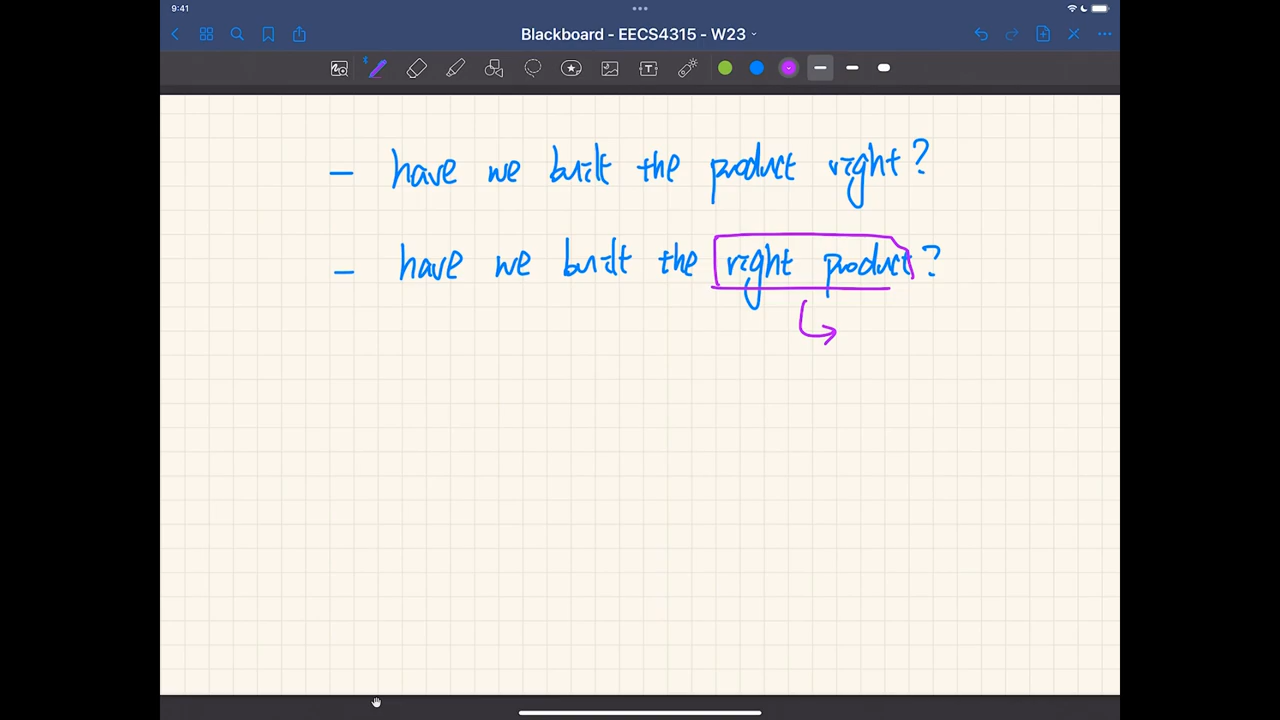 9:41
Blackboard - EECS4315 - W23
- have we built the product right?
- have we built the right product?